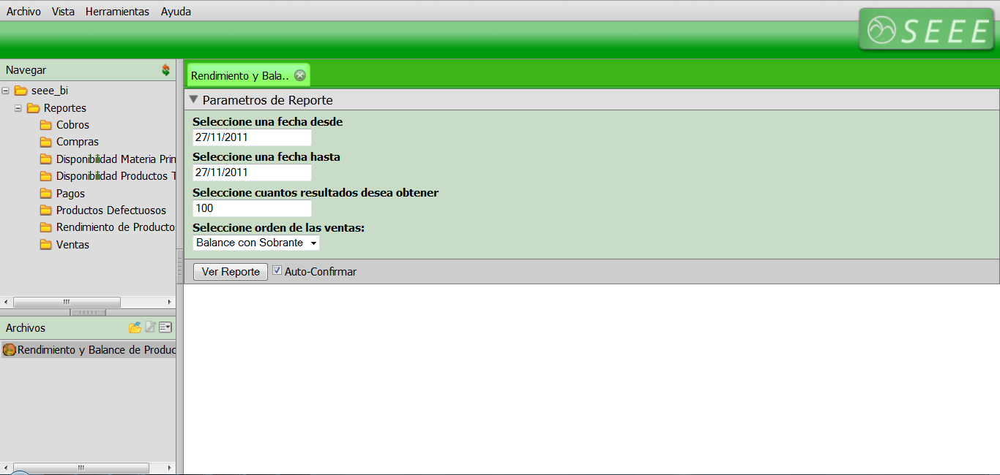 Archivo Vista Herramientas Ayuda
SEEE
Navegar
seee_bi
Reportes
Cobros
Compras
Disponibilidad Materia Prin
Disponibilidad Productos T
Pagos
Productos Defectuosos
Rendimiento de Producto
Ventas
Archivos
Rendimiento y Balance de Produc
Rendimiento y Bala..
Parametros de Reporte
Seleccione una fecha desde
27/11/2011
Seleccione una fecha hasta
27/11/2011
Seleccione cuantos resultados desea obtener
100
Seleccione orden de las ventas:
Balance con Sobrante
Ver Reporte Auto-Confirmar